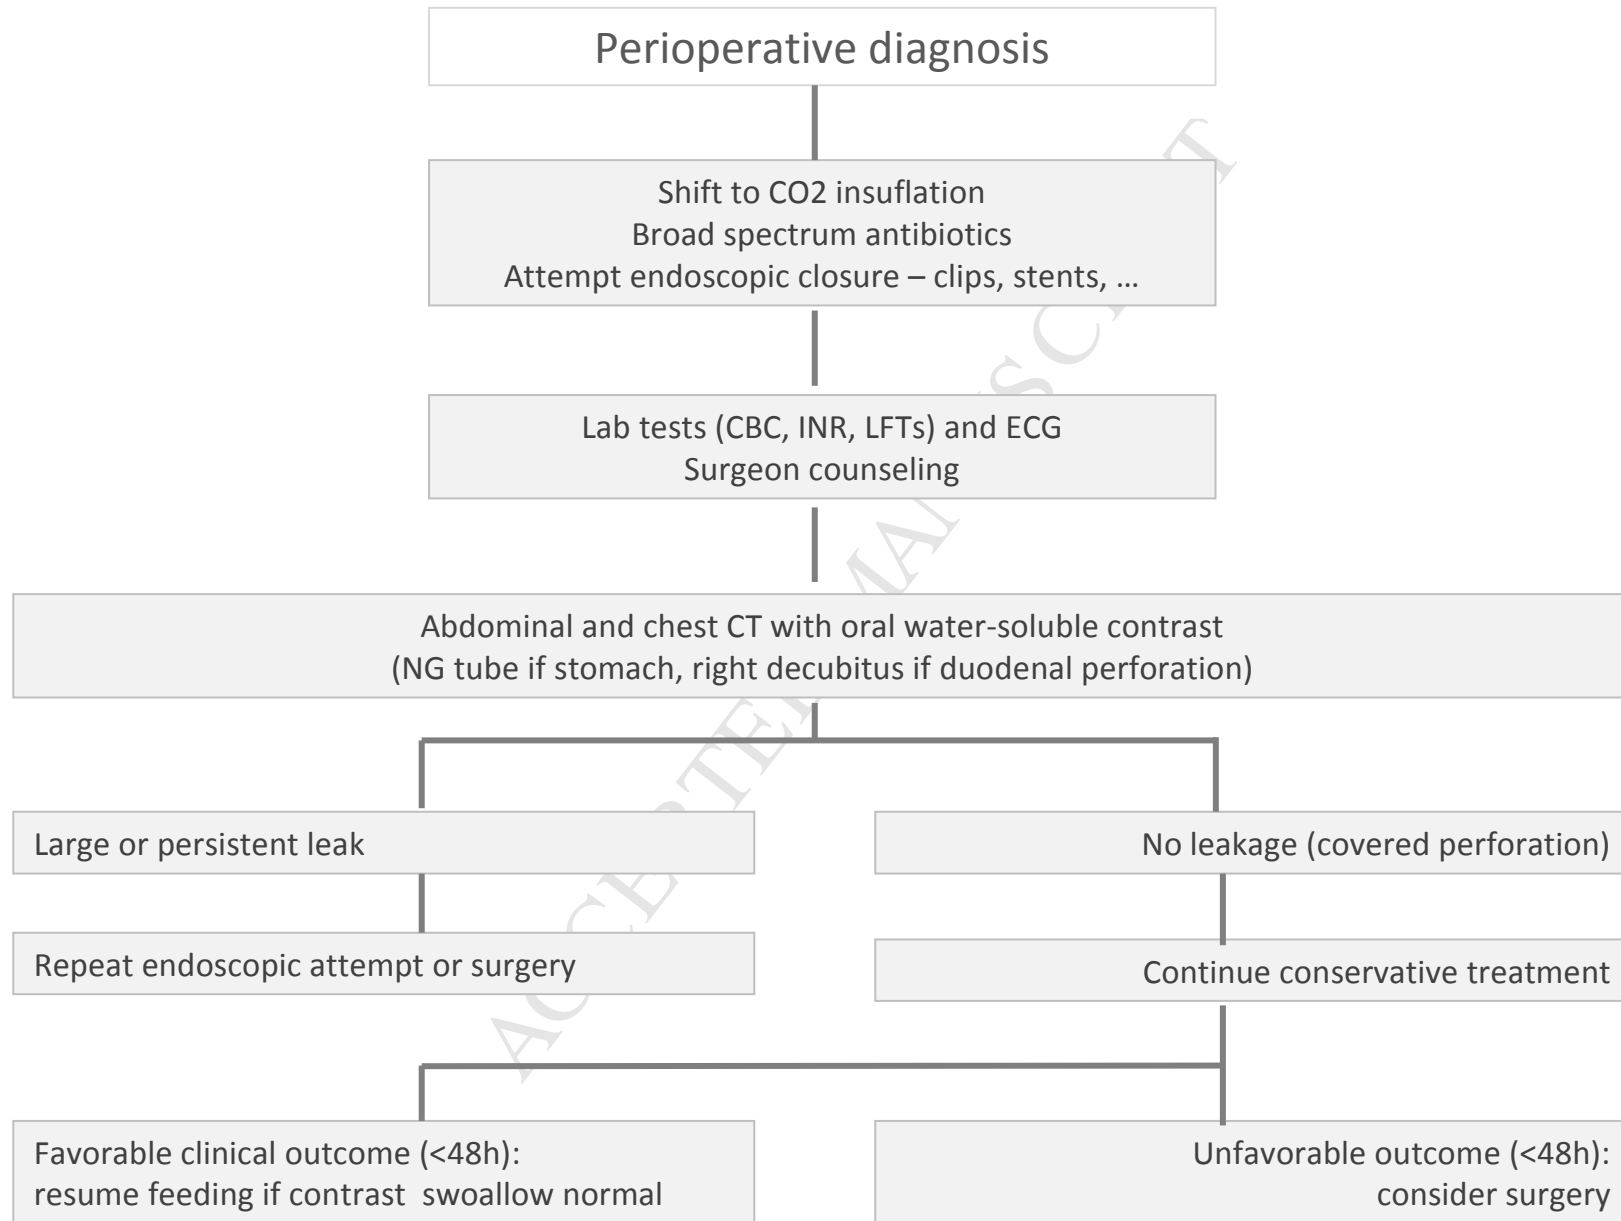 Perioperative diagnosis
Shift to CO2 insuflation
Broad spectrum antibiotics
Attempt endoscopic closure – clips, stents, ...
Lab tests (CBC, INR, LFTs) and ECG
Surgeon counseling
Abdominal and chest CT with oral water-soluble contrast
(NG tube if stomach, right decubitus if duodenal perforation)
Large or persistent leak
No leakage (covered perforation)
Repeat endoscopic attempt or surgery
Continue conservative treatment
Favorable clinical outcome (<48h):
resume feeding if contrast swoallow normal
Unfavorable outcome (<48h):
consider surgery
ACCEPTED MANUSCRIPT